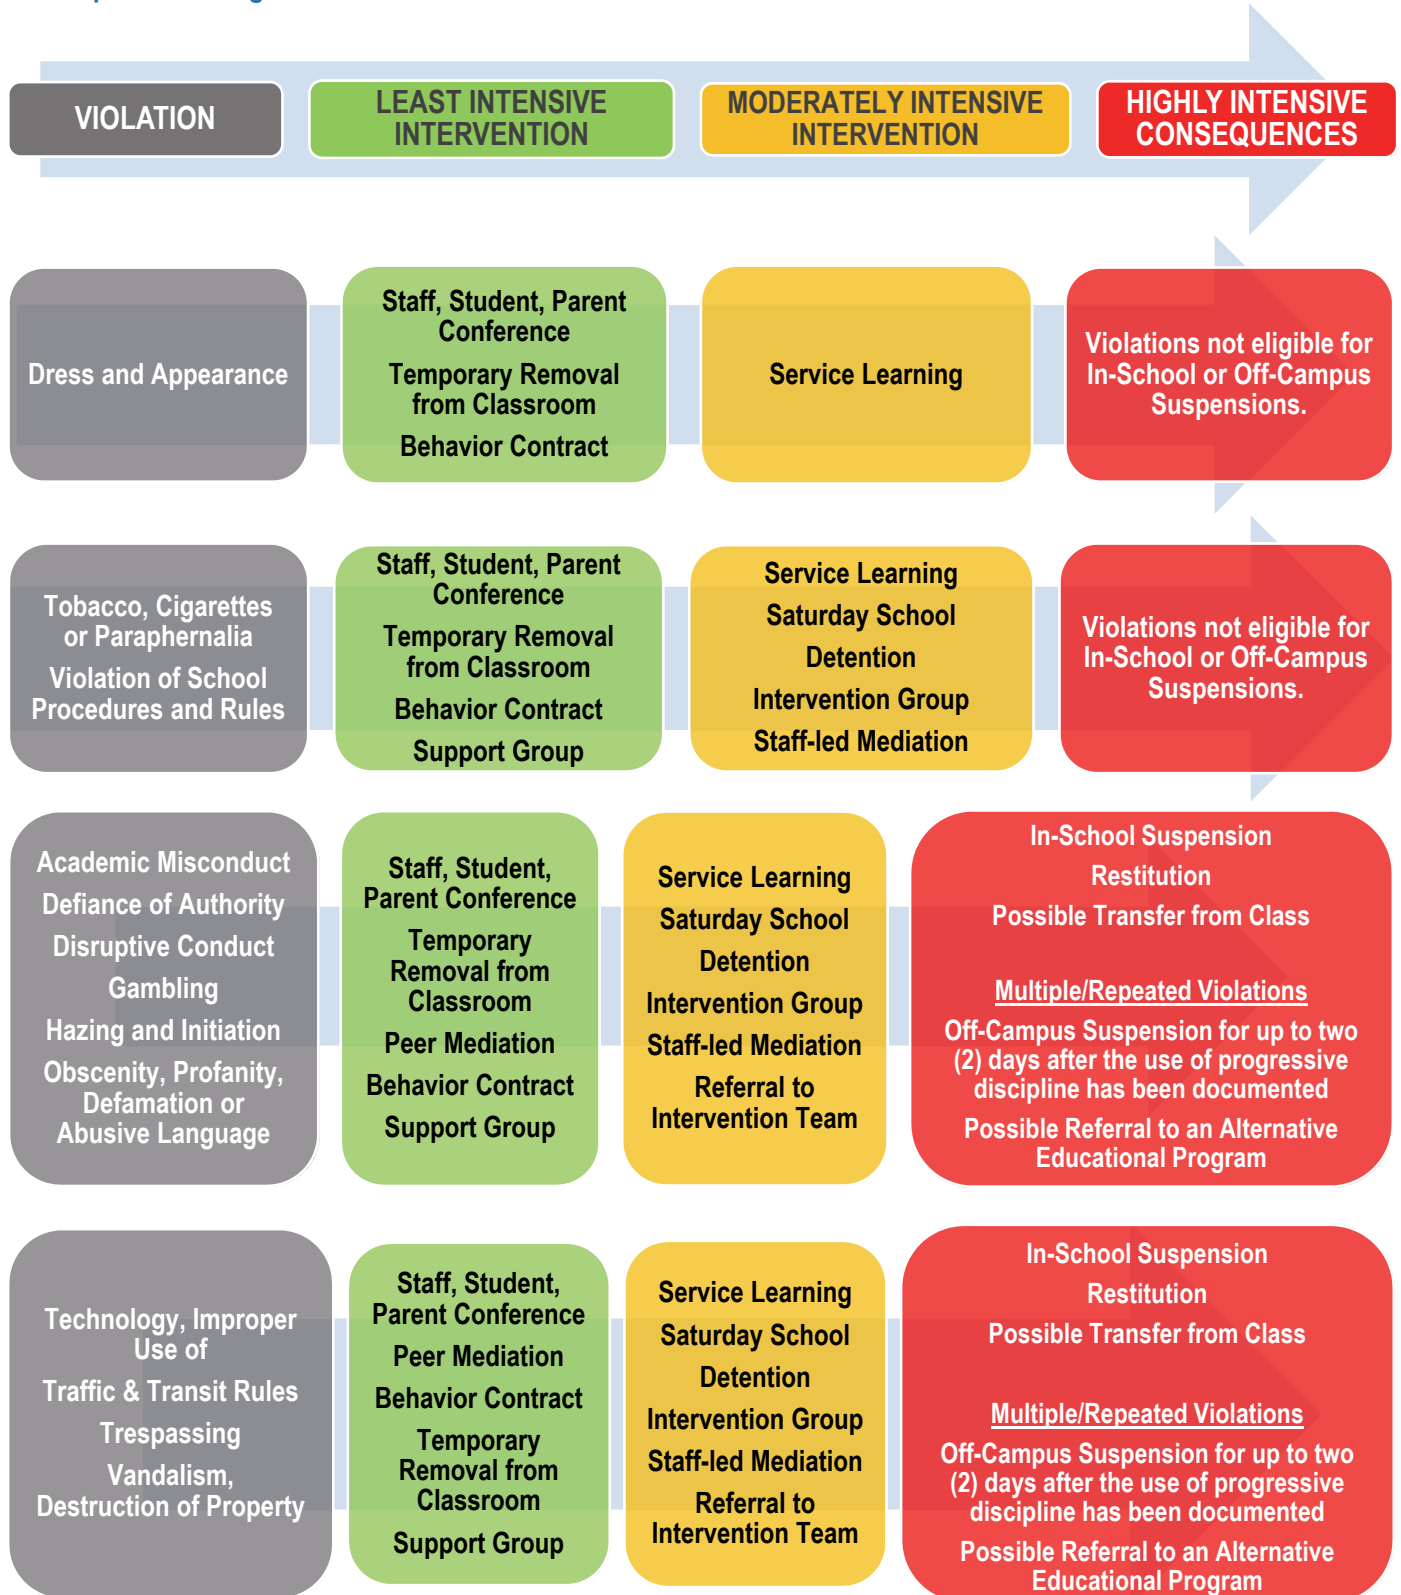 VIOLATION
LEAST INTENSIVE
INTERVENTION
MODERATELY INTENSIVE
INTERVENTION
HIGHLY INTENSIVE
CONSEQUENCES
Dress and Appearance
Staff, Student, Parent
Conference
Temporary Removal
from Classroom
Behavior Contract
Service Learning
Violations not eligible for
In-School or Off-Campus
Suspensions.
Tobacco, Cigarettes
or Paraphernalia
Violation of School
Procedures and Rules
Staff, Student, Parent
Conference
Temporary Removal
from Classroom
Behavior Contract
Support Group
Service Learning
Saturday School
Detention
Intervention Group
Staff-led Mediation
Violations not eligible for
In-School or Off-Campus
Suspensions.
Academic Misconduct
Defiance of Authority
Disruptive Conduct
Gambling
Hazing and Initiation
Obscenity, Profanity,
Defamation or
Abusive Language
Staff, Student,
Parent Conference
Temporary
Removal from
Classroom
Peer Mediation
Behavior Contract
Support Group
Service Learning
Saturday School
Detention
Intervention Group
Staff-led Mediation
Referral to
Intervention Team
In-School Suspension
Restitution
Possible Transfer from Class
Multiple/Repeated Violations
Off-Campus Suspension for up to two
(2) days after the use of progressive
discipline has been documented
Possible Referral to an Alternative
Educational Program
Technology, Improper
Use of
Traffic & Transit Rules
Trespassing
Vandalism,
Destruction of Property
Staff, Student,
Parent Conference
Peer Mediation
Behavior Contract
Temporary
Removal from
Classroom
Support Group
Service Learning
Saturday School
Detention
Intervention Group
Staff-led Mediation
Referral to
Intervention Team
In-School Suspension
Restitution
Possible Transfer from Class
Multiple/Repeated Violations
Off-Campus Suspension for up to two
(2) days after the use of progressive
discipline has been documented
Possible Referral to an Alternative
Educational Program